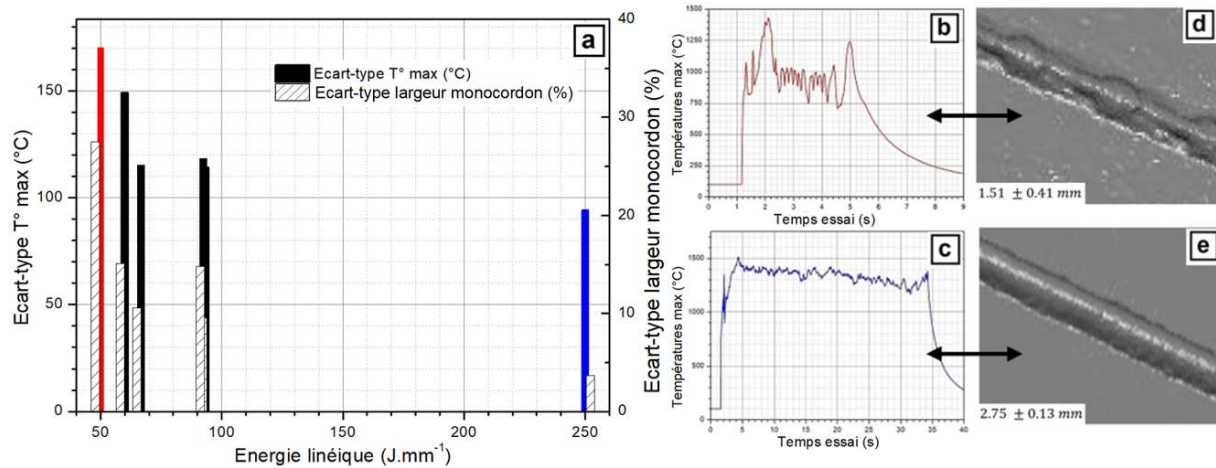 a
Ecart-type T° max (°C)
Ecart-type largeur monocordon (%)
Ecart-type T° max (°C)
0
50
100
150
Ecart-type largeur monocordon (%)
0
10
20
30
40
50
100
150
200
250
Energie linéique (J.mm⁻¹)
b
Températures max (°C)
0
250
500
750
1000
1250
1500
0 1 2 3 4 5 6 7 8 9
Temps essai (s)
d
1.51 ± 0.41 mm
c
Températures max (°C)
0
500
1000
1500
0 5 10 15 20 25 30 35 40
Temps essai (s)
e
2.75 ± 0.13 mm